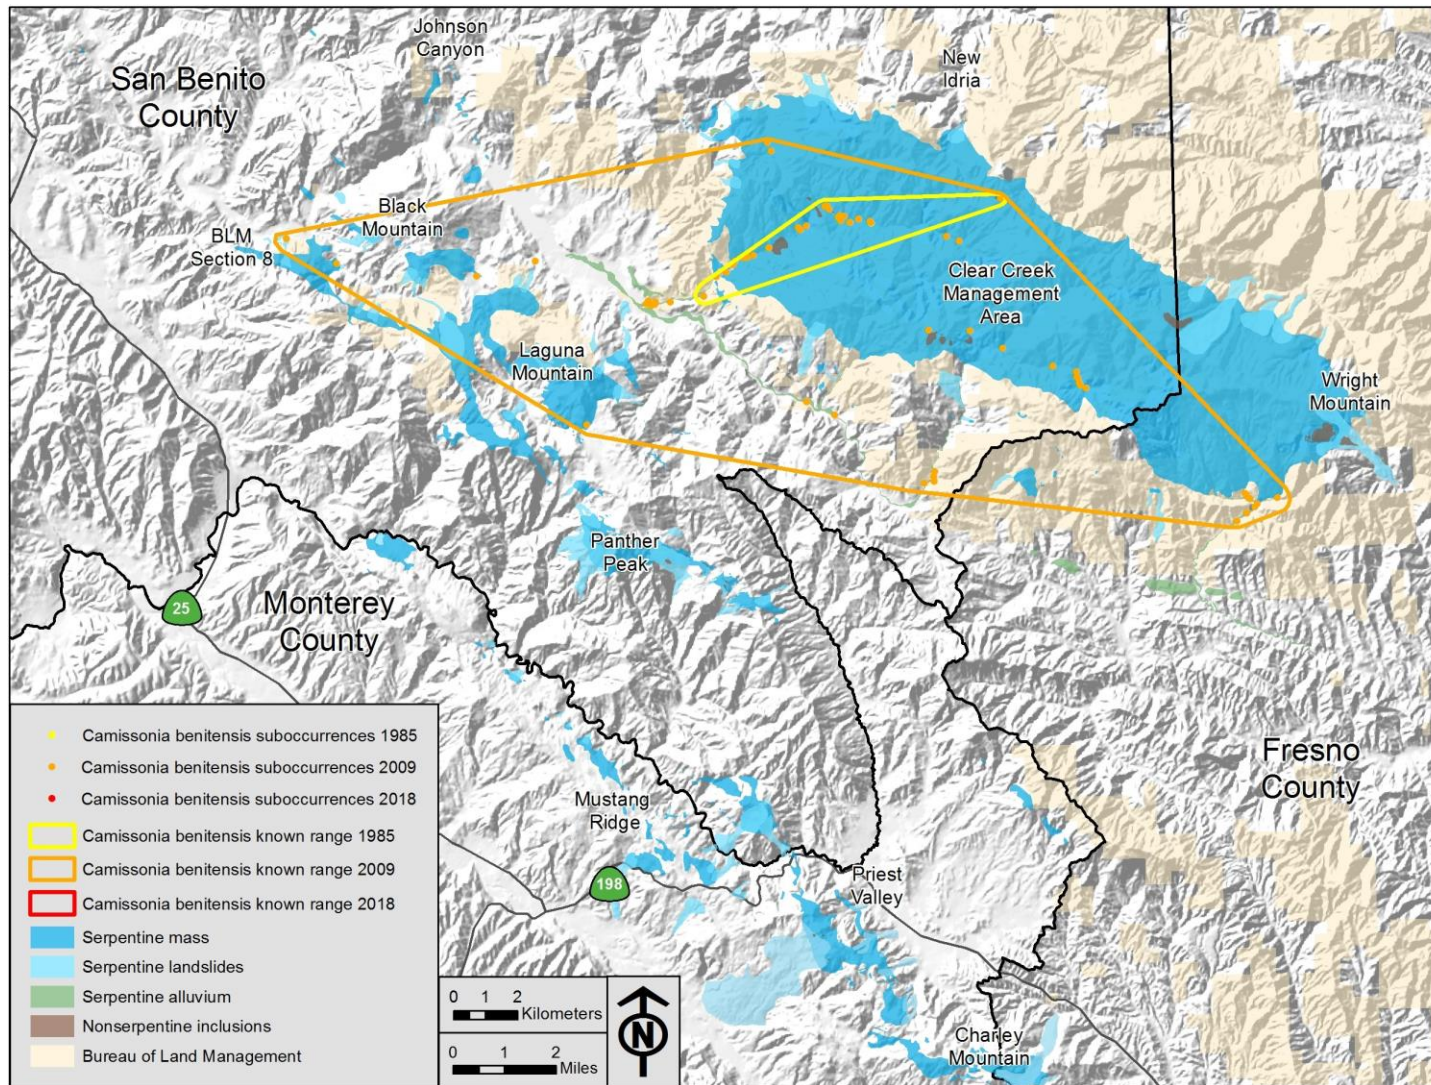 Johnson
Canyon
New
Idria
San Benito
County
Black
Mountain
BLM
Section 8
Clear Creek
Management
Area
Laguna
Mountain
Wright
Mountain
Panther
Peak
25
Monterey
County
Fresno
County
Mustang
Ridge
198
Priest
Valley
Charley
Mountain
Camissonia benitensis suboccurrences 1985
Camissonia benitensis suboccurrences 2009
Camissonia benitensis suboccurrences 2018
Camissonia benitensis known range 1985
Camissonia benitensis known range 2009
Camissonia benitensis known range 2018
Serpentine mass
Serpentine landslides
Serpentine alluvium
Nonserpentine inclusions
Bureau of Land Management
0 1 2
Kilometers
0 1 2
Miles
N